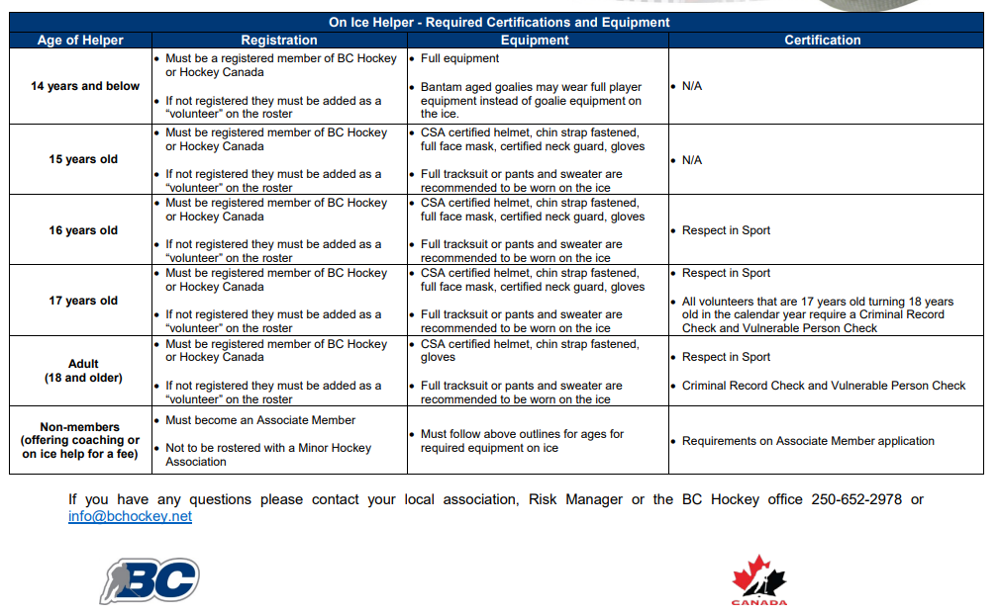 On Ice Helper - Required Certifications and Equipment
Age of Helper Registration Equipment Certification
14 years and below
• Must be a registered member of BC Hockey
or Hockey Canada
• If not registered they must be added as a
“volunteer” on the roster
• Full equipment
• Bantam aged goalies may wear full player
equipment instead of goalie equipment on
the ice.
• N/A
15 years old
• Must be registered member of BC Hockey
or Hockey Canada
• If not registered they must be added as a
“volunteer” on the roster
• CSA certified helmet, chin strap fastened,
full face mask, certified neck guard, gloves
• Full tracksuit or pants and sweater are
recommended to be worn on the ice
• N/A
16 years old
• Must be registered member of BC Hockey
or Hockey Canada
• If not registered they must be added as a
“volunteer” on the roster
• CSA certified helmet, chin strap fastened,
full face mask, certified neck guard, gloves
• Full tracksuit or pants and sweater are
recommended to be worn on the ice
• Respect in Sport
17 years old
• Must be registered member of BC Hockey
or Hockey Canada
• If not registered they must be added as a
“volunteer” on the roster
• CSA certified helmet, chin strap fastened,
full face mask, certified neck guard, gloves
• Full tracksuit or pants and sweater are
recommended to be worn on the ice
• Respect in Sport
• All volunteers that are 17 years old turning 18 years
old in the calendar year require a Criminal Record
Check and Vulnerable Person Check
Adult
(18 and older)
• Must be registered member of BC Hockey
or Hockey Canada
• If not registered they must be added as a
“volunteer” on the roster
• CSA certified helmet, chin strap fastened,
gloves
• Full tracksuit or pants and sweater are
recommended to be worn on the ice
• Respect in Sport
• Criminal Record Check and Vulnerable Person Check
Non-members
(offering coaching or
on ice help for a fee)
• Must become an Associate Member
• Not to be rostered with a Minor Hockey
Association
• Must follow above outlines for ages for
required equipment on ice
• Requirements on Associate Member application
If you have any questions please contact your local association, Risk Manager or the BC Hockey office 250-652-2978 or
info@bchockey.net
BC
CANADA